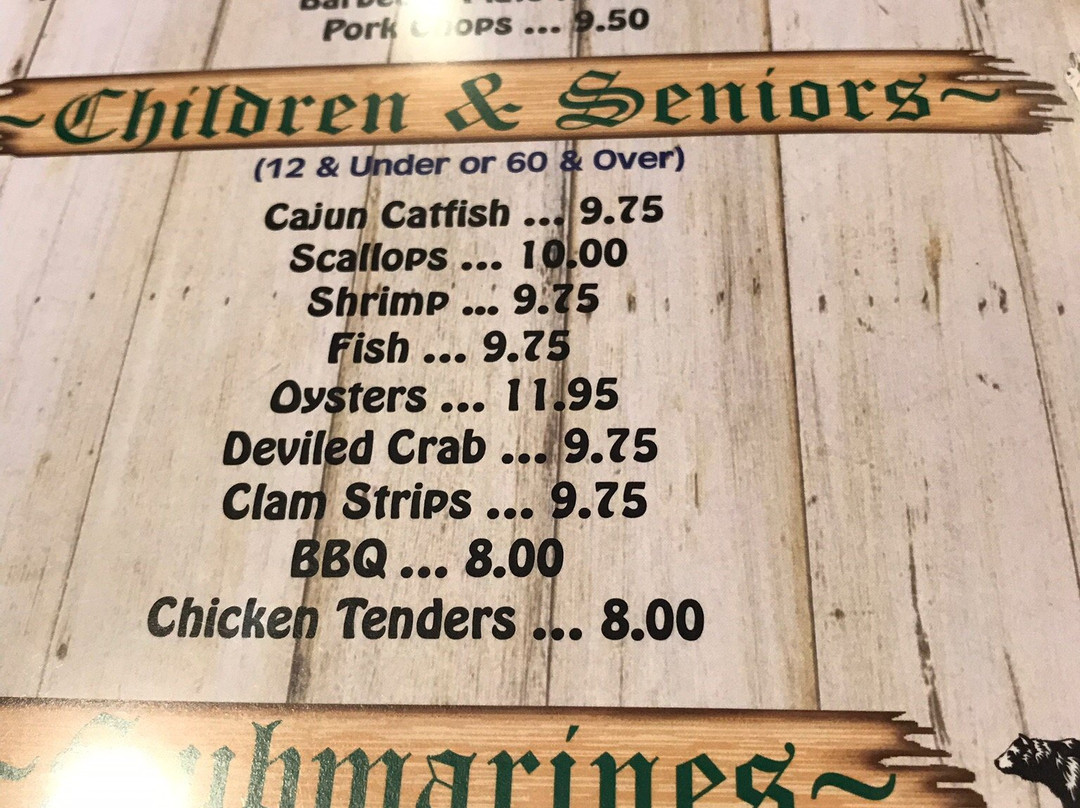 Pork Chops ... 9.50
~Children & Seniors~
(12 & Under or 60 & Over)
Cajun Catfish ... 9.75
Scallops ... 10.00
Shrimp ... 9.75
Fish ... 9.75
Oysters ... 11.95
Deviled Crab ... 9.75
Clam Strips ... 9.75
BBQ ... 8.00
Chicken Tenders ... 8.00
~Submarines~